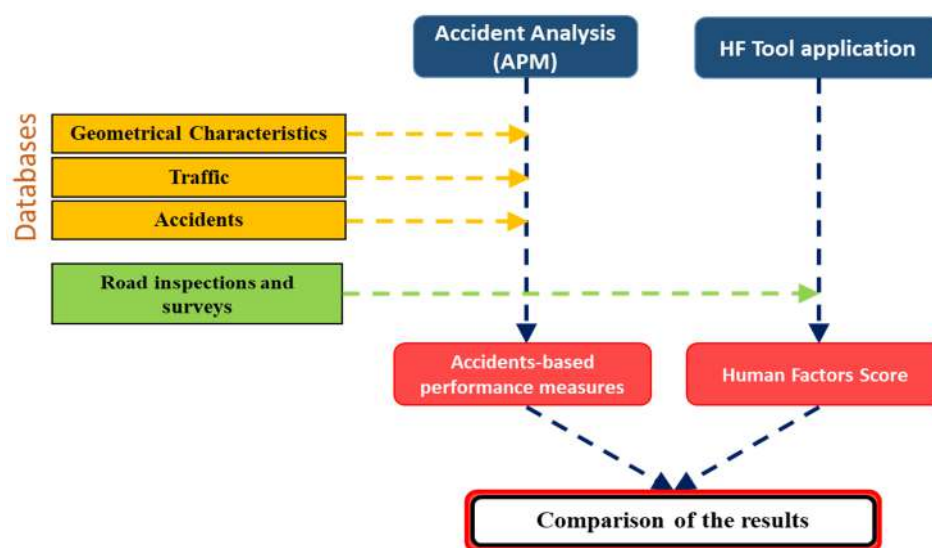 Accident Analysis
(APM)
HF Tool application
Databases
Geometrical Characteristics
Traffic
Accidents
Road inspections and
surveys
Accidents-based
performance measures
Human Factors Score
Comparison of the results